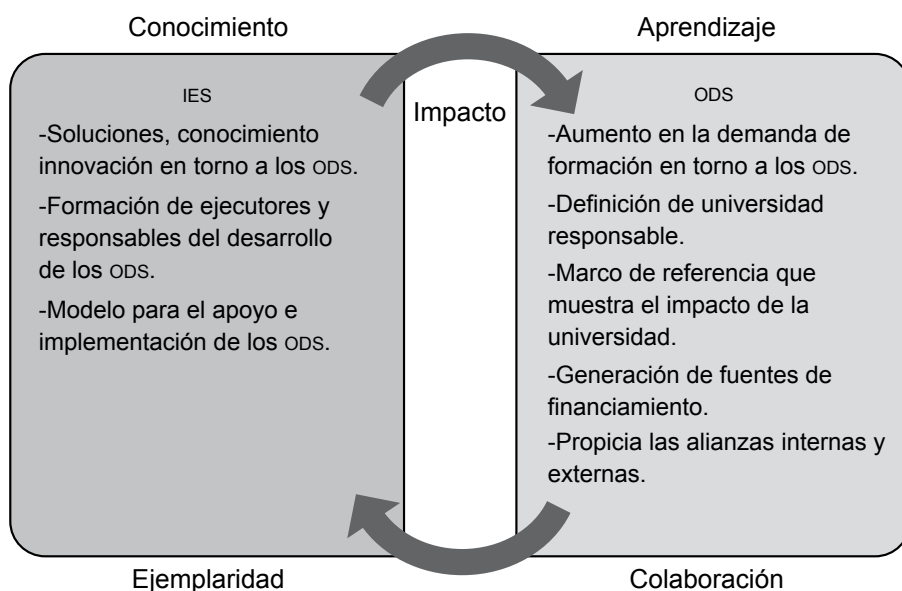 Conocimiento
Aprendizaje
IES
-Soluciones, conocimiento
innovación en torno a los ODS.
-Formación de ejecutores y
responsables del desarrollo
de los ODS.
-Modelo para el apoyo e
implementación de los ODS.
Impacto
ODS
-Aumento en la demanda de
formación en torno a los ODS.
-Definición de universidad
responsable.
-Marco de referencia que
muestra el impacto de la
universidad.
-Generación de fuentes de
financiamiento.
-Propicia las alianzas internas y
externas.
Ejemplaridad
Colaboración